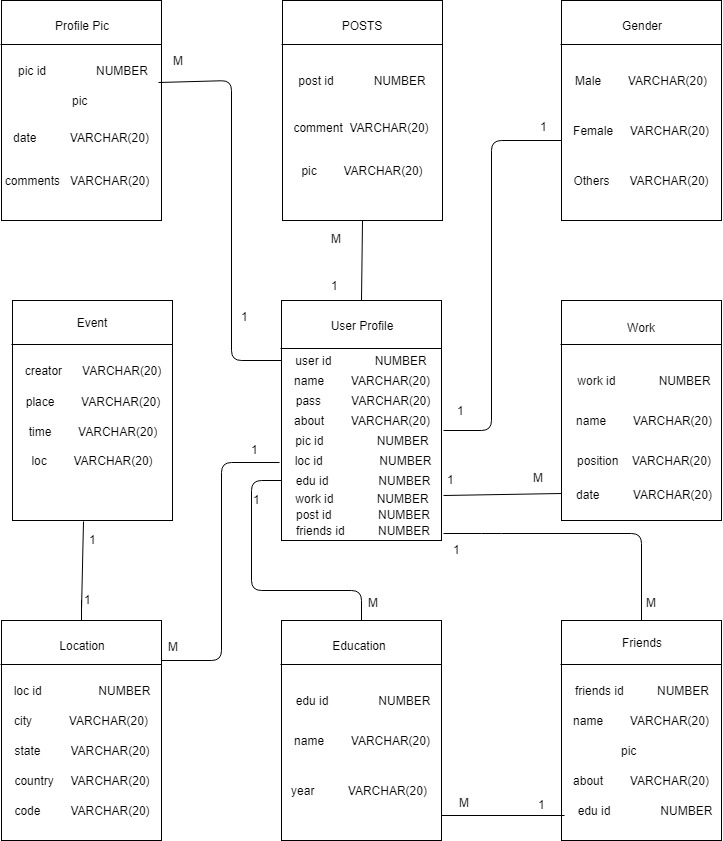 Profile Pic
pic id NUMBER
pic
date VARCHAR(20)
comments VARCHAR(20)
M
1
POSTS
post id NUMBER
comment VARCHAR(20)
pic VARCHAR(20)
M
1
Gender
Male VARCHAR(20)
Female VARCHAR(20)
Others VARCHAR(20)
1
1
Event
creator VARCHAR(20)
place VARCHAR(20)
time VARCHAR(20)
loc VARCHAR(20)
1
1
User Profile
user id NUMBER
name VARCHAR(20)
pass VARCHAR(20)
about VARCHAR(20)
pic id NUMBER
loc id NUMBER
edu id NUMBER
work id NUMBER
post id NUMBER
friends id NUMBER
1
M
Work
work id NUMBER
name VARCHAR(20)
position VARCHAR(20)
date VARCHAR(20)
1
M
1
M
1
M
Location
loc id NUMBER
city VARCHAR(20)
state VARCHAR(20)
country VARCHAR(20)
code VARCHAR(20)
Education
edu id NUMBER
name VARCHAR(20)
year VARCHAR(20)
M
1
Friends
friends id NUMBER
name VARCHAR(20)
pic
about VARCHAR(20)
edu id NUMBER